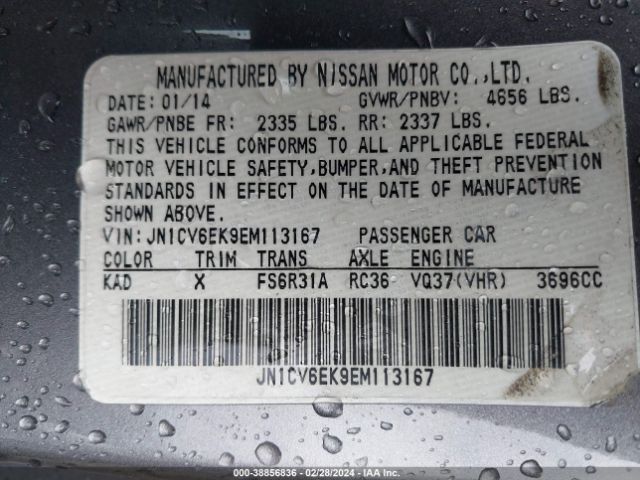 MANUFACTURED BY NISSAN MOTOR CO.,LTD.
DATE: 01/14 GVWR/PNBV: 4656 LBS.
GAWR/PNBE FR: 2335 LBS. RR: 2337 LBS.
THIS VEHICLE CONFORMS TO ALL APPLICABLE FEDERAL
MOTOR VEHICLE SAFETY,BUMPER,AND THEFT PREVENTION
STANDARDS IN EFFECT ON THE DATE OF MANUFACTURE
SHOWN ABOVE.
VIN: JN1CV6EK9EM113167 PASSENGER CAR
COLOR TRIM TRANS AXLE ENGINE
KAD X FS6R31A RC36 VQ37(VHR) 3696CC
JN1CV6EK9EM113167
000-38856836 - 02/28/2024 - IAA Inc.